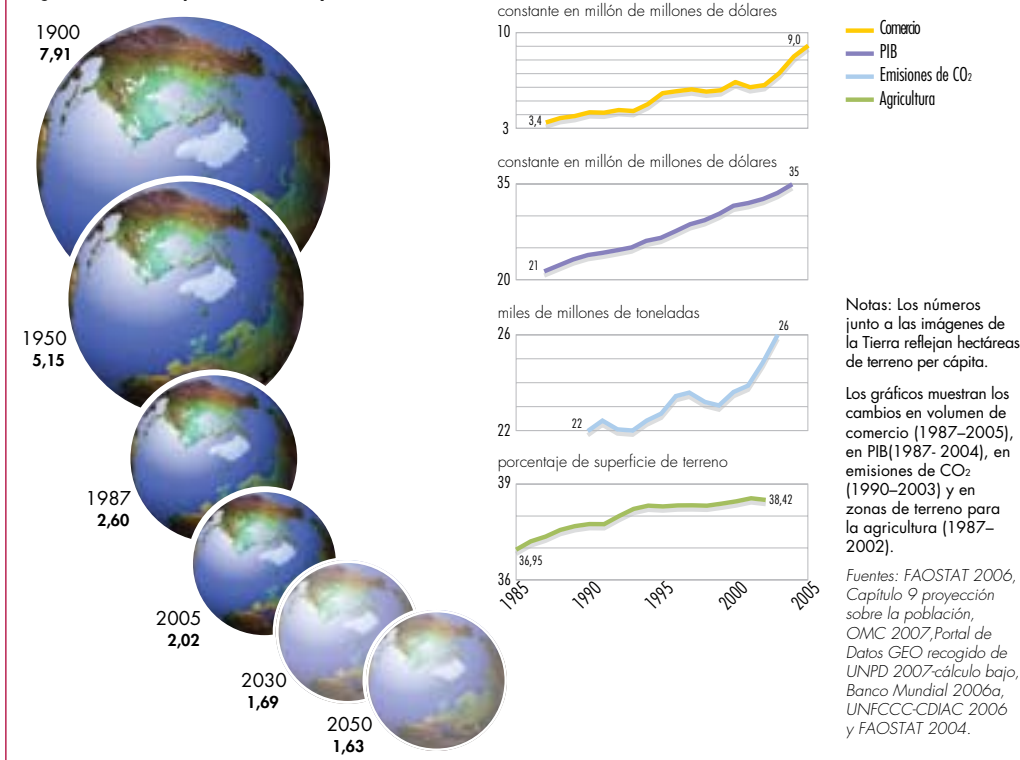 1900
7,91
1950
5,15
1987
2,60
2005
2,02
2030
1,69
2050
1,63
constante en millón de millones de dólares
10
9,0
3,4
3
constante en millón de millones de dólares
35
35
21
20
miles de millones de toneladas
26
26
22
22
porcentaje de superficie de terreno
39
38,42
36,95
36
1985
1990
1995
2000
2005
Comercio
PIB
Emisiones de CO₂
Agricultura
Notas: Los números
junto a las imágenes de
la Tierra reflejan hectáreas
de terreno per cápita.
Los gráficos muestran los
cambios en volumen de
comercio (1987–2005),
en PIB(1987- 2004), en
emisiones de CO₂
(1990–2003) y en
zonas de terreno para
la agricultura (1987–
2002).
Fuentes: FAOSTAT 2006,
Capítulo 9 proyección
sobre la población,
OMC 2007,Portal de
Datos GEO recogido de
UNPD 2007-cálculo bajo,
Banco Mundial 2006a,
UNFCCC-CDIAC 2006
y FAOSTAT 2004.